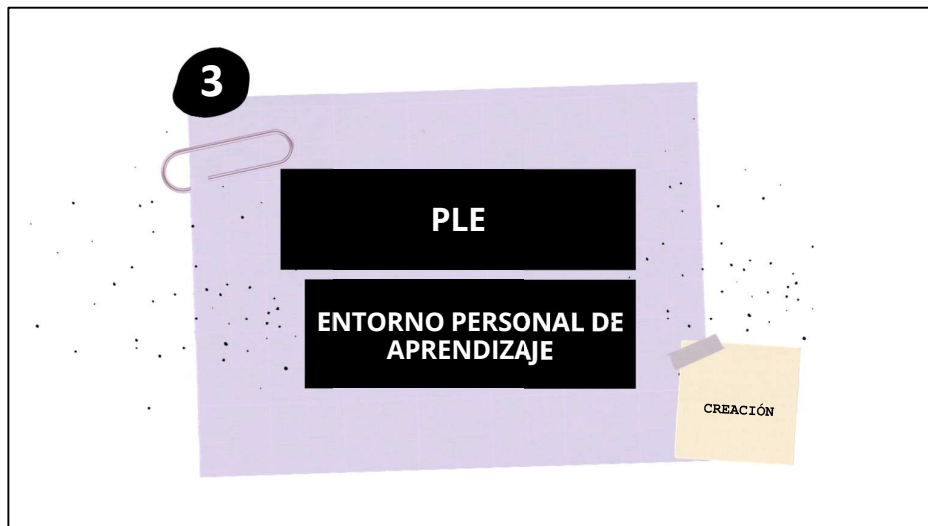 3
PLE
ENTORNO PERSONAL DE
APRENDIZAJE
CREACIÓN